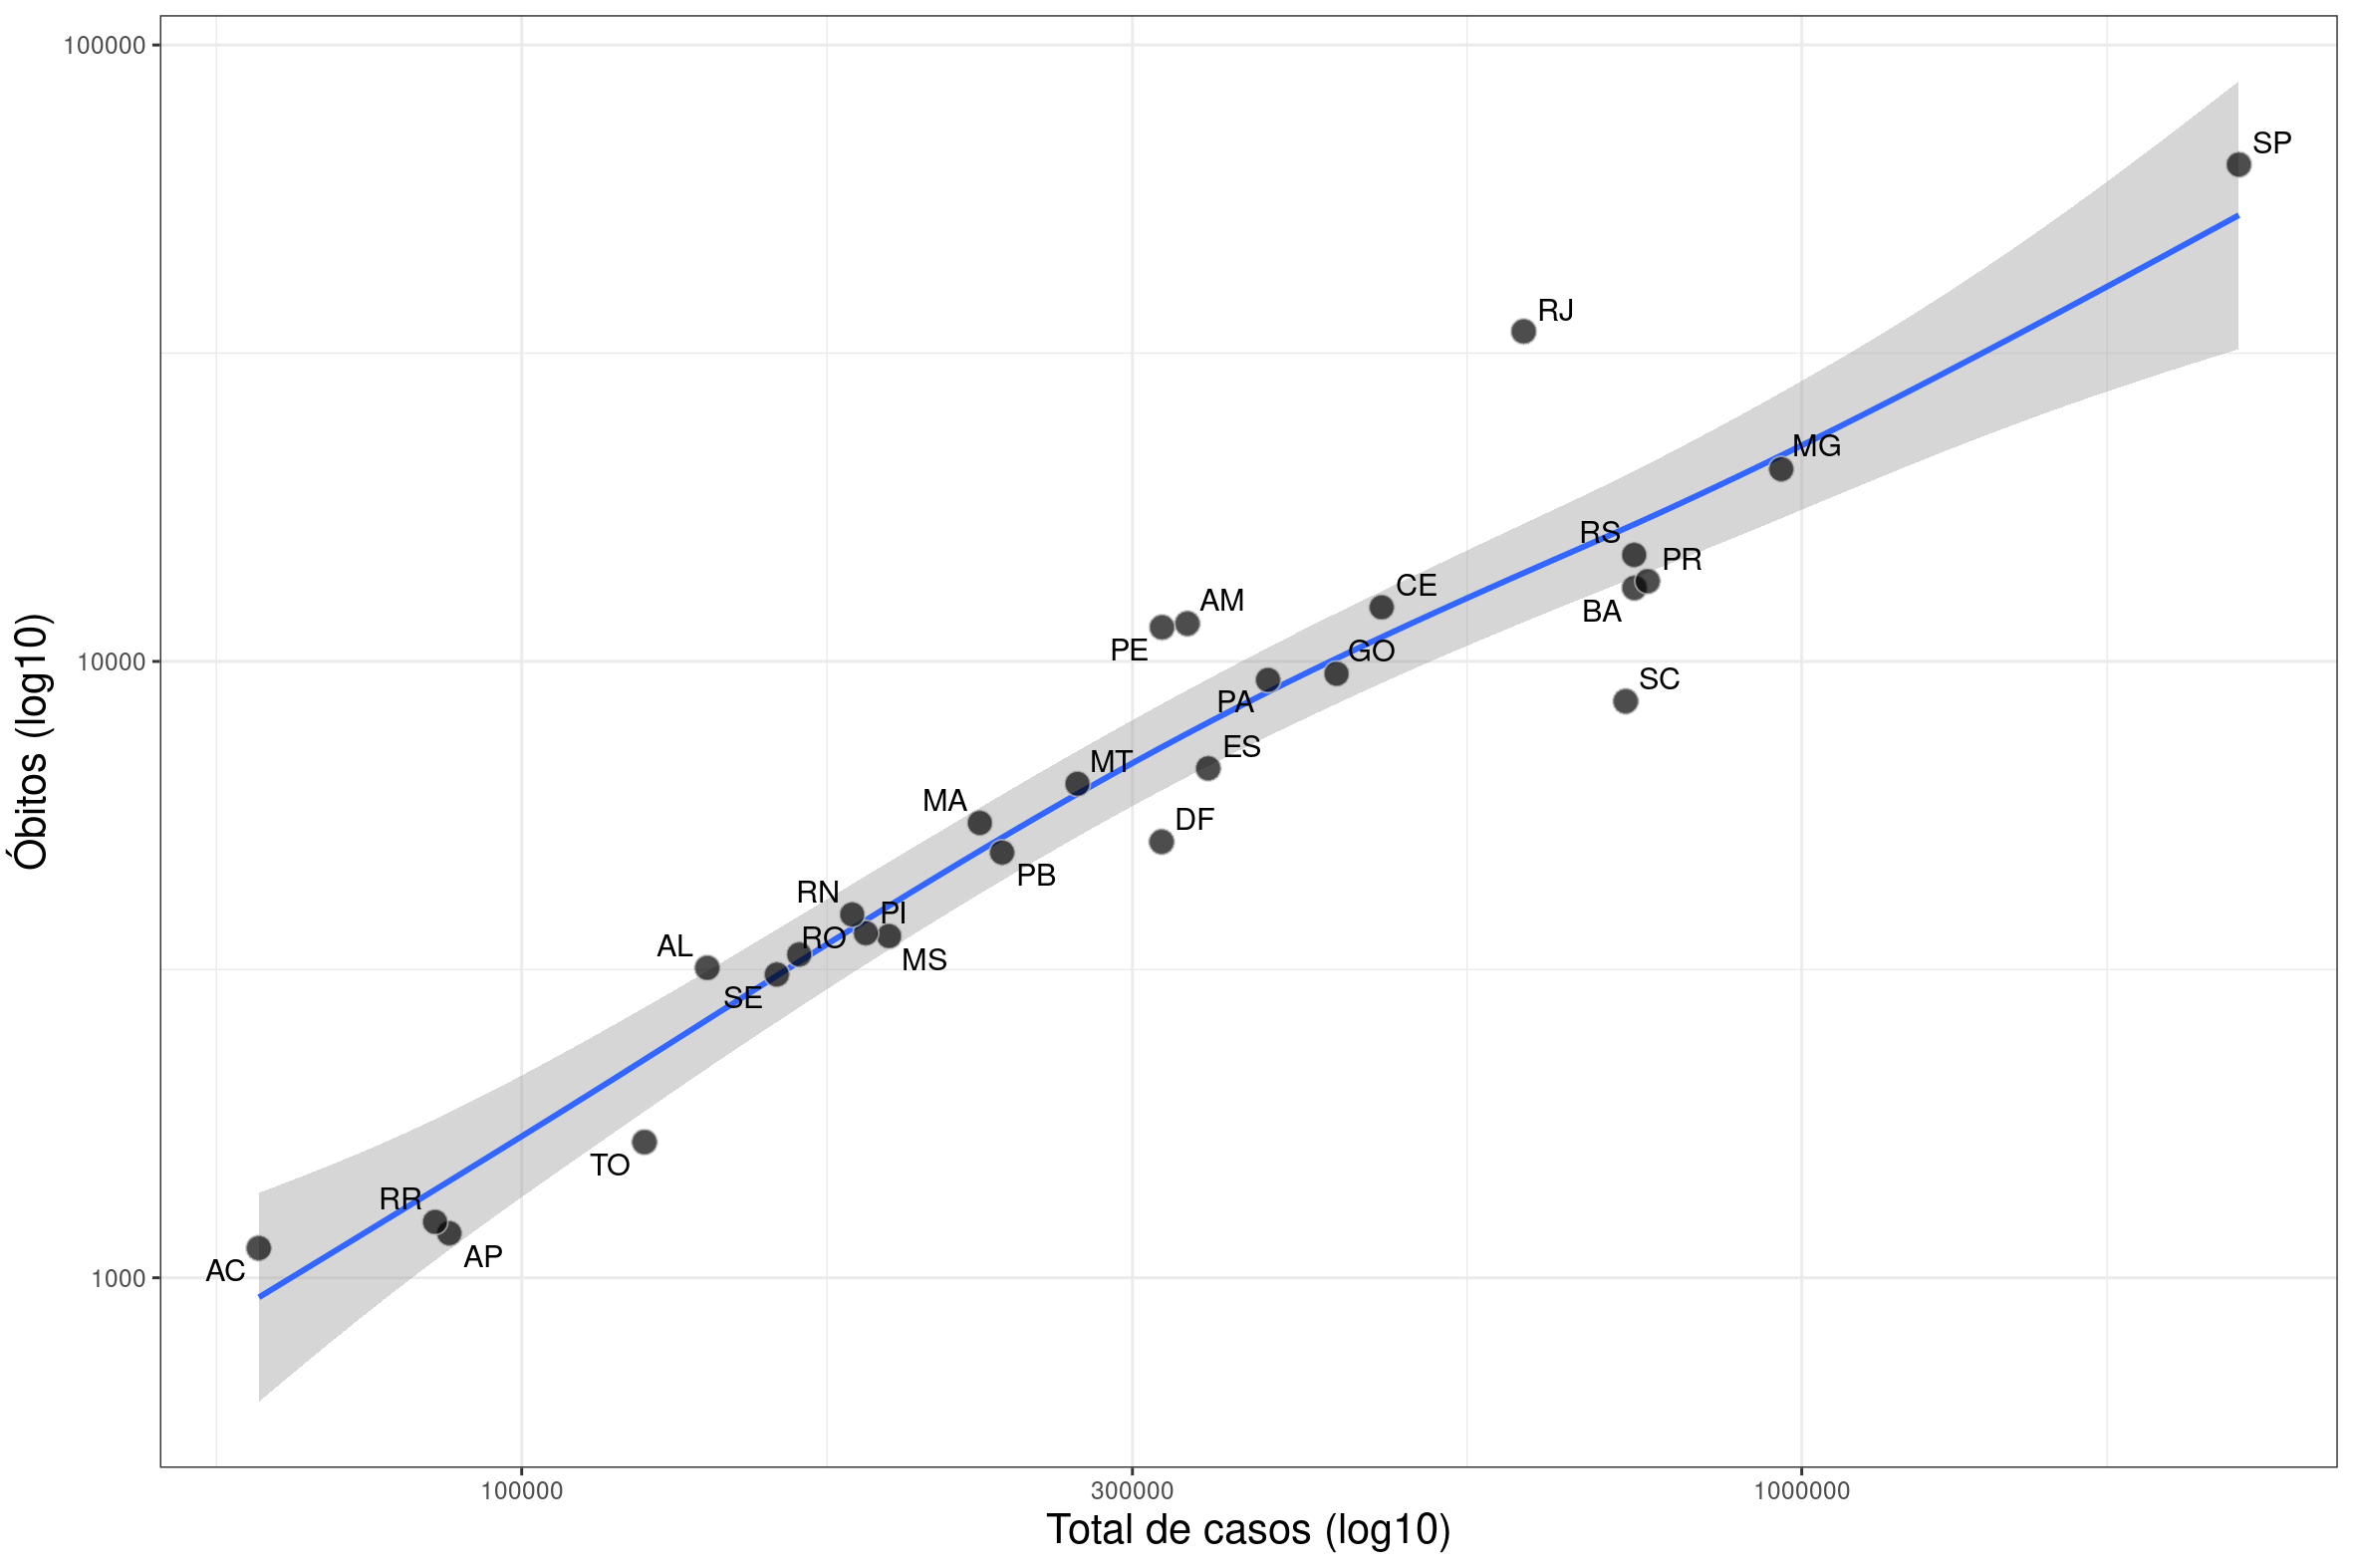 100000
SP
RJ
MG
RS
PR
CE
AM
BA
PE
10000
GO
SC
PA
ES
MT
MA
DF
PB
RN
PI
RO
AL
MS
SE
TO
RR
AP
AC
1000
Óbitos (log10)
100000 300000 1000000
Total de casos (log10)